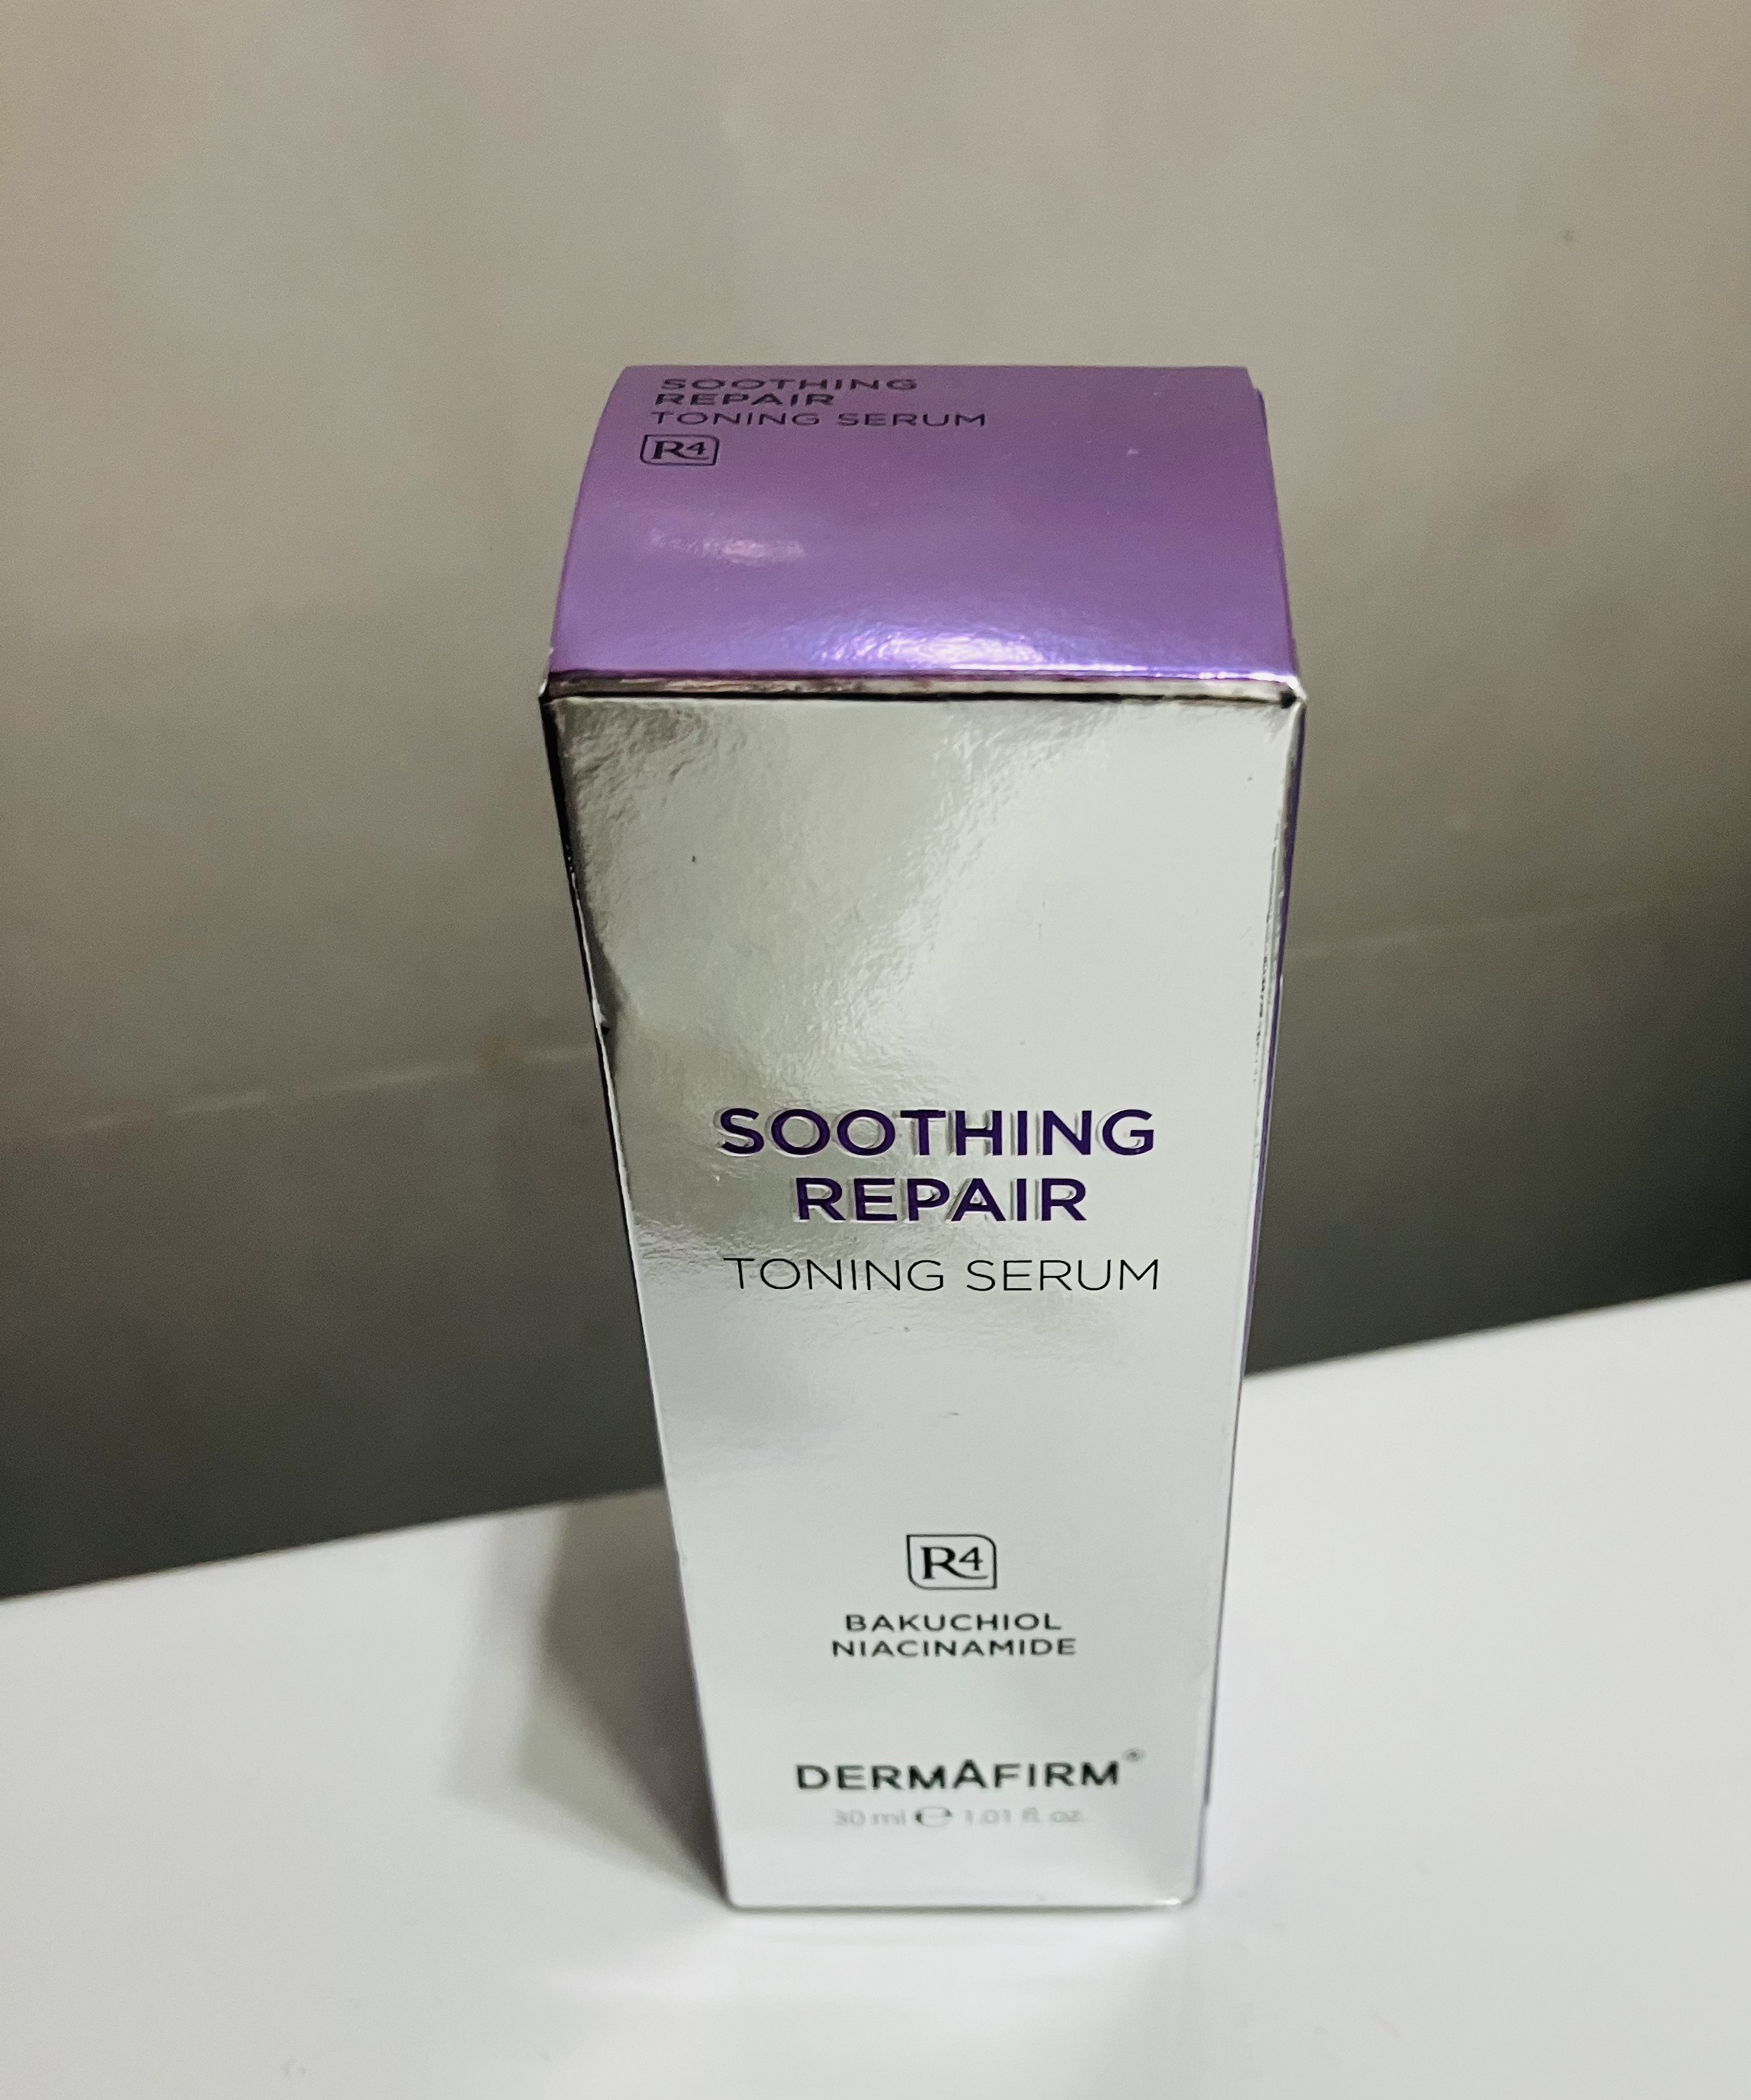 SOOTHING
REPAIR
TONING SERUM
R4
SOOTHING
REPAIR
TONING SERUM
R4
BAKUCHIOL
NIACINAMIDE
DERMAFIRM®
30 ml ℮ 1.01 fl. oz.